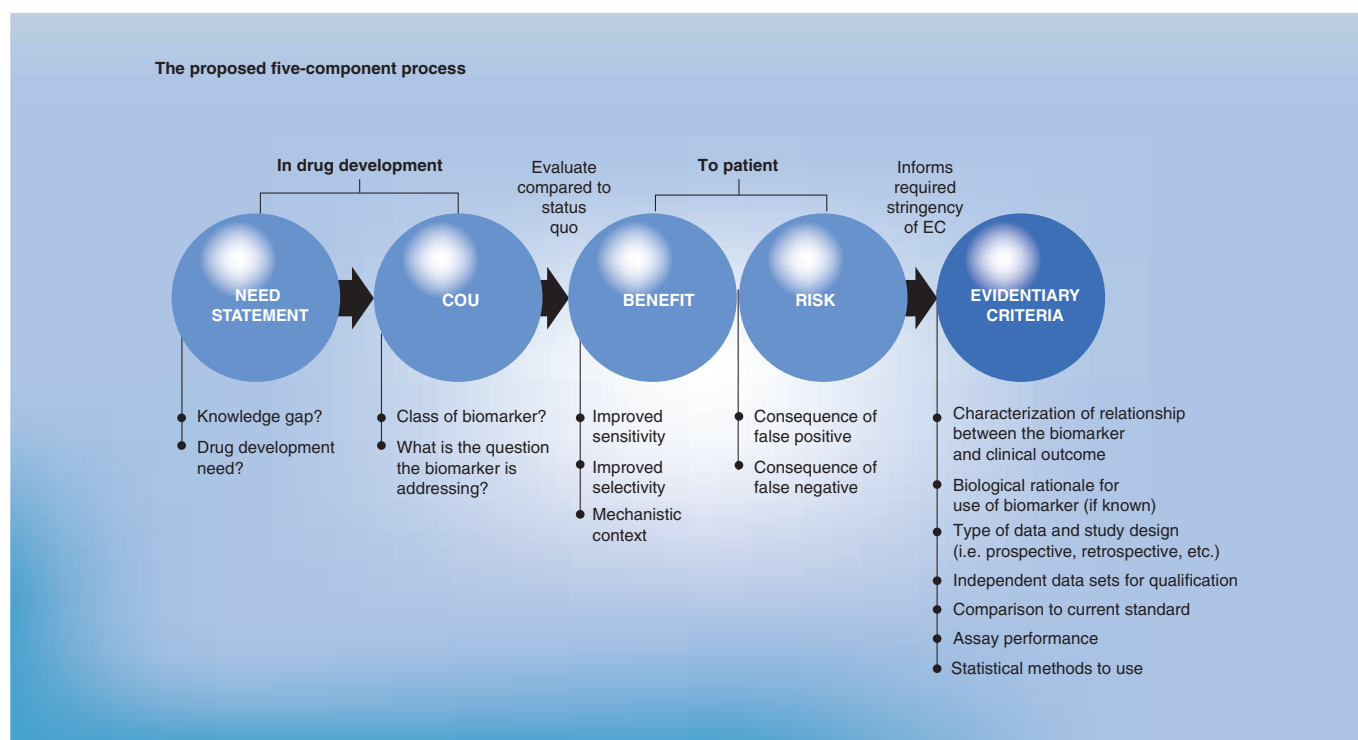 The proposed five-component process
In drug development
Evaluate
compared to
status
quo
To patient
Informs
required
stringency
of EC
NEED
STATEMENT
COU
BENEFIT
RISK
EVIDENTIARY
CRITERIA
Knowledge gap?
Drug development
need?
Class of biomarker?
What is the question
the biomarker is
addressing?
Improved
sensitivity
Improved
selectivity
Mechanistic
context
Consequence of
false positive
Consequence of
false negative
Characterization of relationship
between the biomarker
and clinical outcome
Biological rationale for
use of biomarker (if known)
Type of data and study design
(i.e. prospective, retrospective, etc.)
Independent data sets for qualification
Comparison to current standard
Assay performance
Statistical methods to use